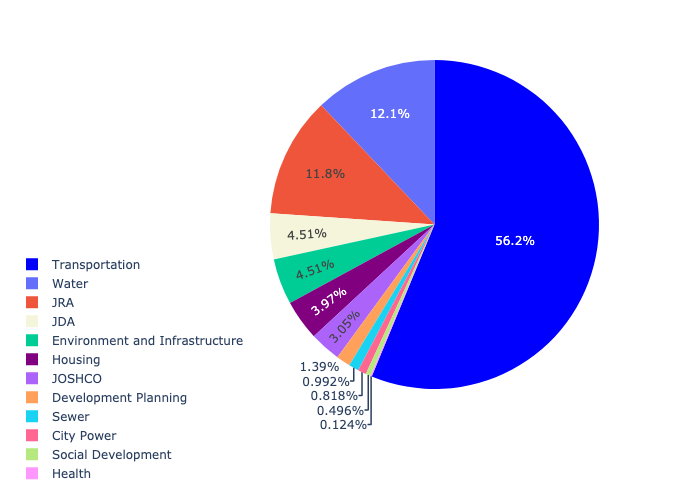 12.1%
56.2%
11.8%
4.51%
4.51%
3.97%
3.05%
1.39%
0.992%
0.818%
0.496%
0.124%
Transportation
Water
JRA
JDA
Environment and Infrastructure
Housing
JOSHCO
Development Planning
Sewer
City Power
Social Development
Health